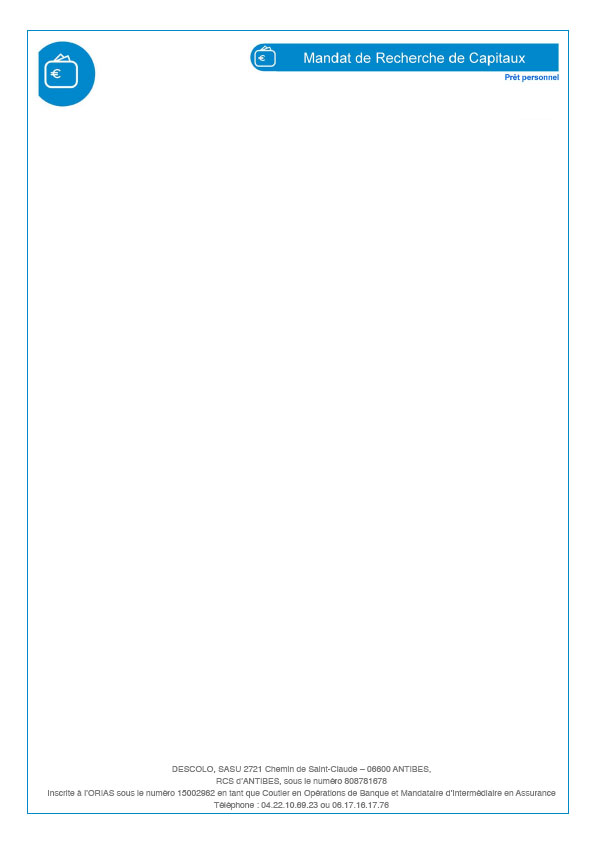 €
€ Mandat de Recherche de Capitaux
Prêt personnel
DESCOLO, SASU 2721 Chemin de Saint-Claude – 06600 ANTIBES,
RCS d'ANTIBES, sous le numéro 808781678
Inscrite à l'ORIAS sous le numéro 15002962 en tant que Coutier en Opérations de Banque et Mandataire d'Intermédiaire en Assurance
Téléphone : 04.22.10.69.23 ou 06.17.16.17.76